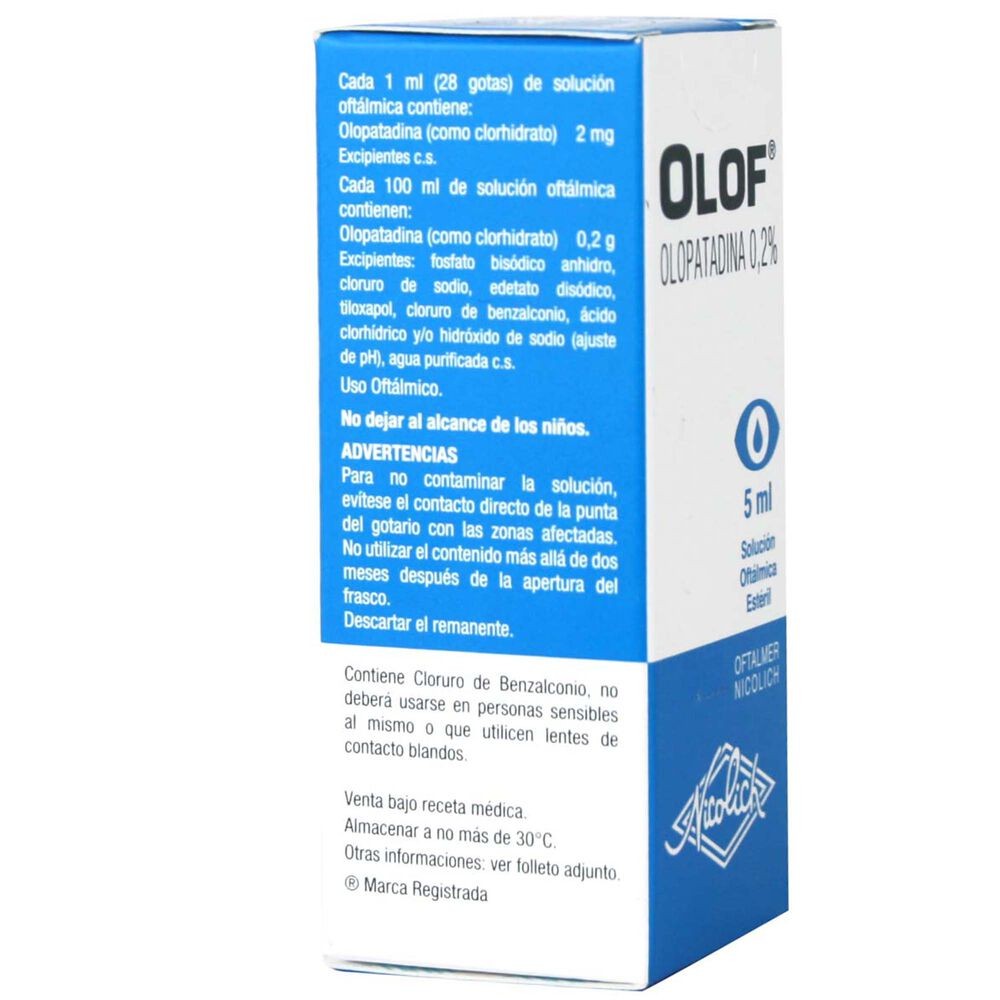 Cada 1 ml (28 gotas) de solución
oftálmica contiene:
Olopatadina (como clorhidrato) 2 mg
Excipientes c.s.
Cada 100 ml de solución oftálmica
contienen:
Olopatadina (como clorhidrato) 0,2 g
Excipientes: fosfato bisódico anhidro,
cloruro de sodio, edetato disódico,
tiloxapol, cloruro de benzalconio, ácido
clorhídrico y/o hidróxido de sodio (ajuste
de pH), agua purificada c.s.
Uso Oftálmico.
No dejar al alcance de los niños.
ADVERTENCIAS
Para no contaminar la solución,
evítese el contacto directo de la punta
del gotario con las zonas afectadas.
No utilizar el contenido más allá de dos
meses después de la apertura del
frasco.
Descartar el remanente.
Contiene Cloruro de Benzalconio, no
deberá usarse en personas sensibles
al mismo o que utilicen lentes de
contacto blandos.
Venta bajo receta médica.
Almacenar a no más de 30°C.
Otras informaciones: ver folleto adjunto.
® Marca Registrada
OLOF®
OLOPATADINA 0,2%
5 ml
Solución
Oftálmica
Estéril
OFTALMER
NICOLICH
Nicolich